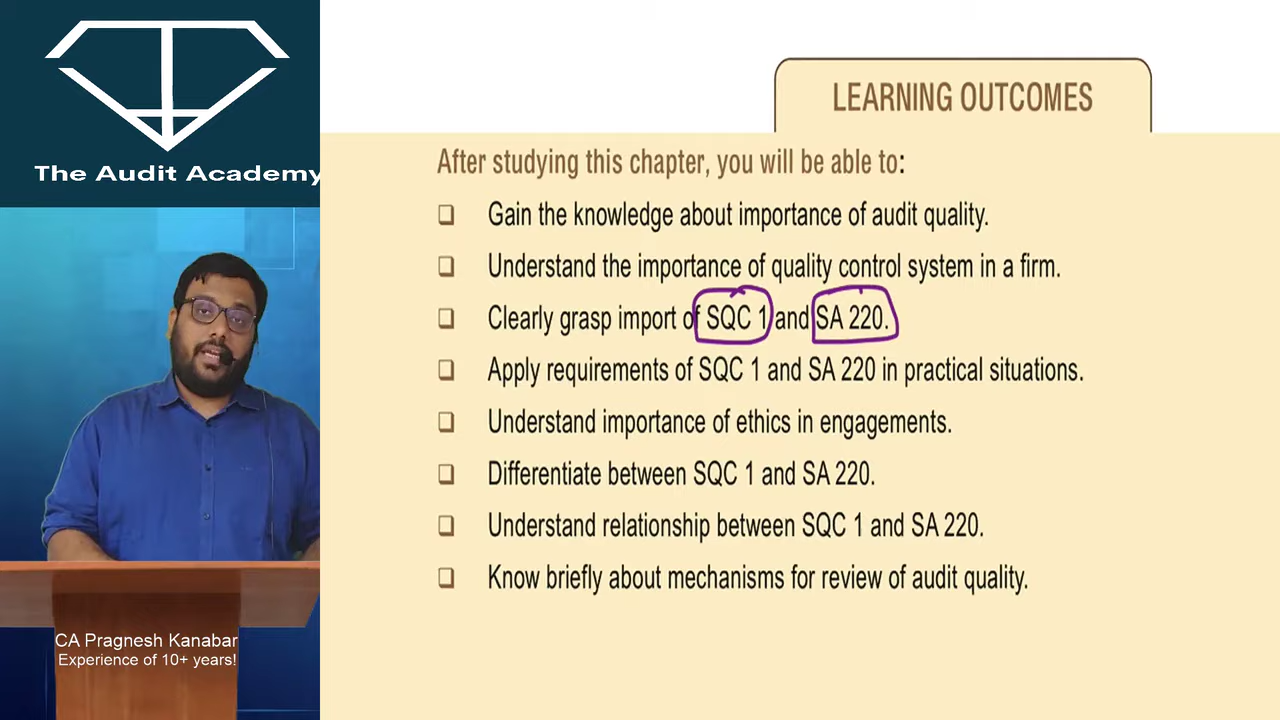 The Audit Academy
LEARNING OUTCOMES
After studying this chapter, you will be able to:
❑ Gain the knowledge about importance of audit quality.
❑ Understand the importance of quality control system in a firm.
❑ Clearly grasp import of SQC 1 and SA 220.
❑ Apply requirements of SQC 1 and SA 220 in practical situations.
❑ Understand importance of ethics in engagements.
❑ Differentiate between SQC 1 and SA 220.
❑ Understand relationship between SQC 1 and SA 220.
❑ Know briefly about mechanisms for review of audit quality.
CA Pragnesh Kanabar
Experience of 10+ years!